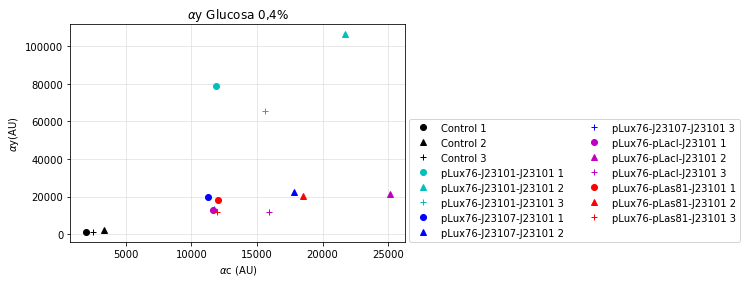 αy Glucosa 0,4%
100000
80000
60000
40000
20000
0
αy(AU)
5000 10000 15000 20000 25000
αc (AU)
Control 1
Control 2
Control 3
pLux76-J23101-J23101 1
pLux76-J23101-J23101 2
pLux76-J23101-J23101 3
pLux76-J23107-J23101 1
pLux76-J23107-J23101 2
pLux76-J23107-J23101 3
pLux76-pLacI-J23101 1
pLux76-pLacI-J23101 2
pLux76-pLacI-J23101 3
pLux76-pLas81-J23101 1
pLux76-pLas81-J23101 2
pLux76-pLas81-J23101 3